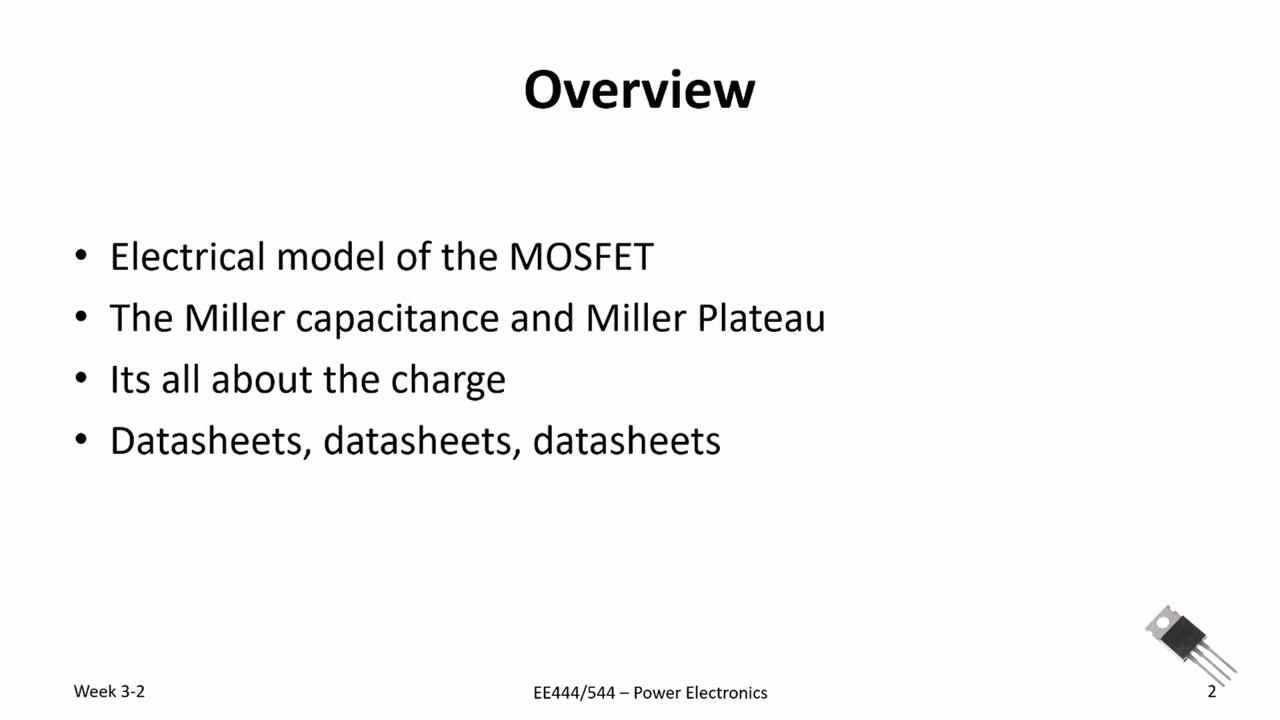 Overview
• Electrical model of the MOSFET
• The Miller capacitance and Miller Plateau
• Its all about the charge
• Datasheets, datasheets, datasheets
Week 3-2
EE444/544 – Power Electronics
2